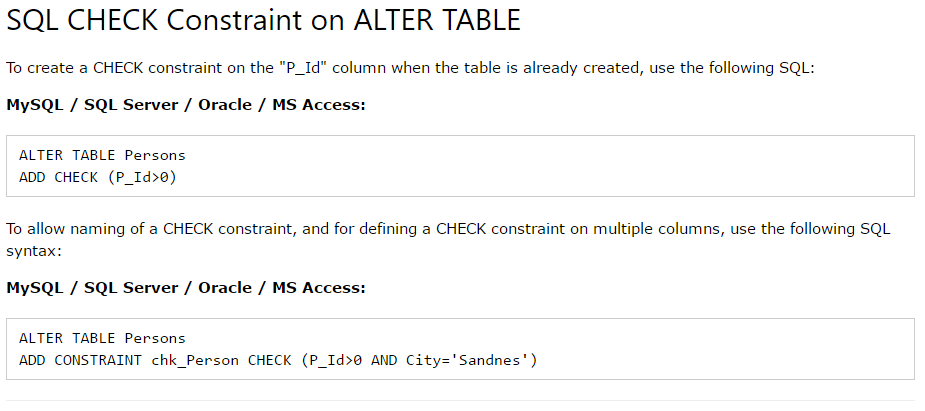 SQL CHECK Constraint on ALTER TABLE
To create a CHECK constraint on the "P_Id" column when the table is already created, use the following SQL:
MySQL / SQL Server / Oracle / MS Access:
ALTER TABLE Persons
ADD CHECK (P_Id>0)
To allow naming of a CHECK constraint, and for defining a CHECK constraint on multiple columns, use the following SQL
syntax:
MySQL / SQL Server / Oracle / MS Access:
ALTER TABLE Persons
ADD CONSTRAINT chk_Person CHECK (P_Id>0 AND City='Sandnes')